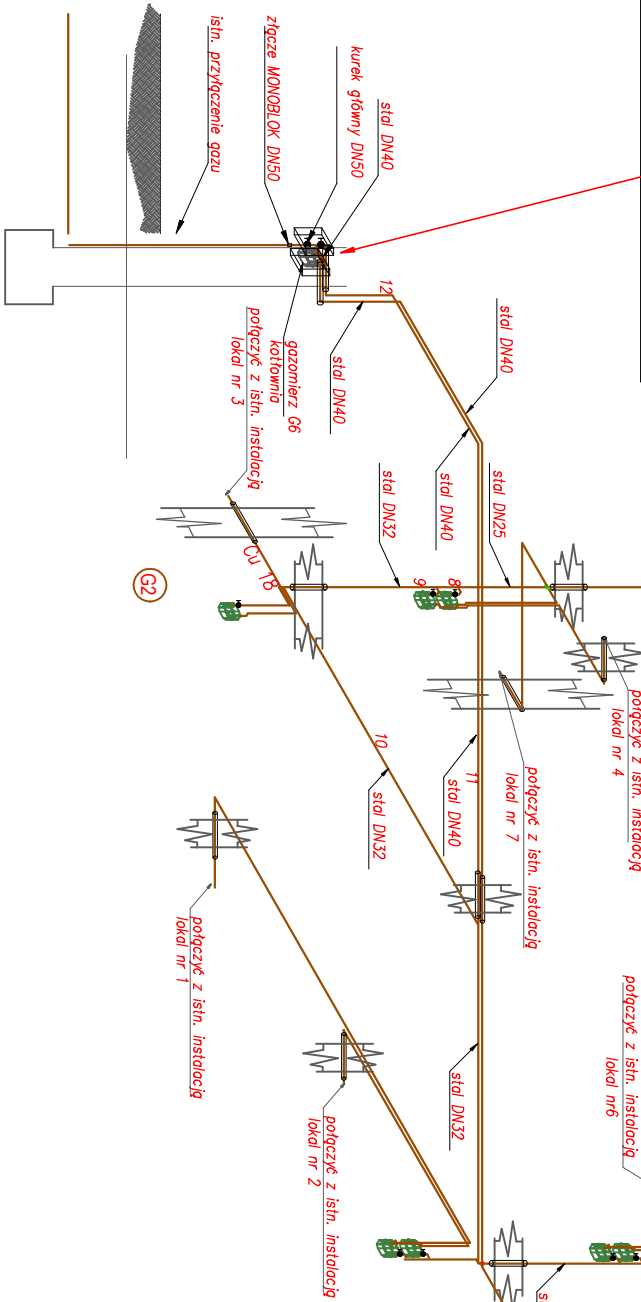 istn. przyłączenie gazu
złącze MONOBLOK DN50
kurek główny DN50
stal DN40
12
stal DN40
gazomierz G6
kotłownia
połączyć z istn. instalacją
lokal nr 3
stal DN40
stal DN40
stal DN32
stal DN25
Cu 18
G2
9
8
połączyć z istn. instalacją
lokal nr 4
połączyć z istn. instalacją
lokal nr 7
10
stal DN32
11
stal DN40
połączyć z istn. instalacją
lokal nr 1
połączyć z istn. instalacją
lokal nr 2
stal DN32
połączyć z istn. instalacją
lokal nr6
s